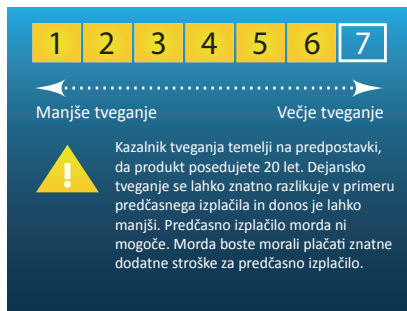 1 2 3 4 5 6 7
Manjše tveganje Večje tveganje
!
Kazalnik tveganja temelji na predpostavki,
da produkt posedujete 20 let. Dejansko
tveganje se lahko znatno razlikuje v primeru
predčasnega izplačila in donos je lahko
manjši. Predčasno izplačilo morda ni
mogoče. Morda boste morali plačati znatne
dodatne stroške za predčasno izplačilo.